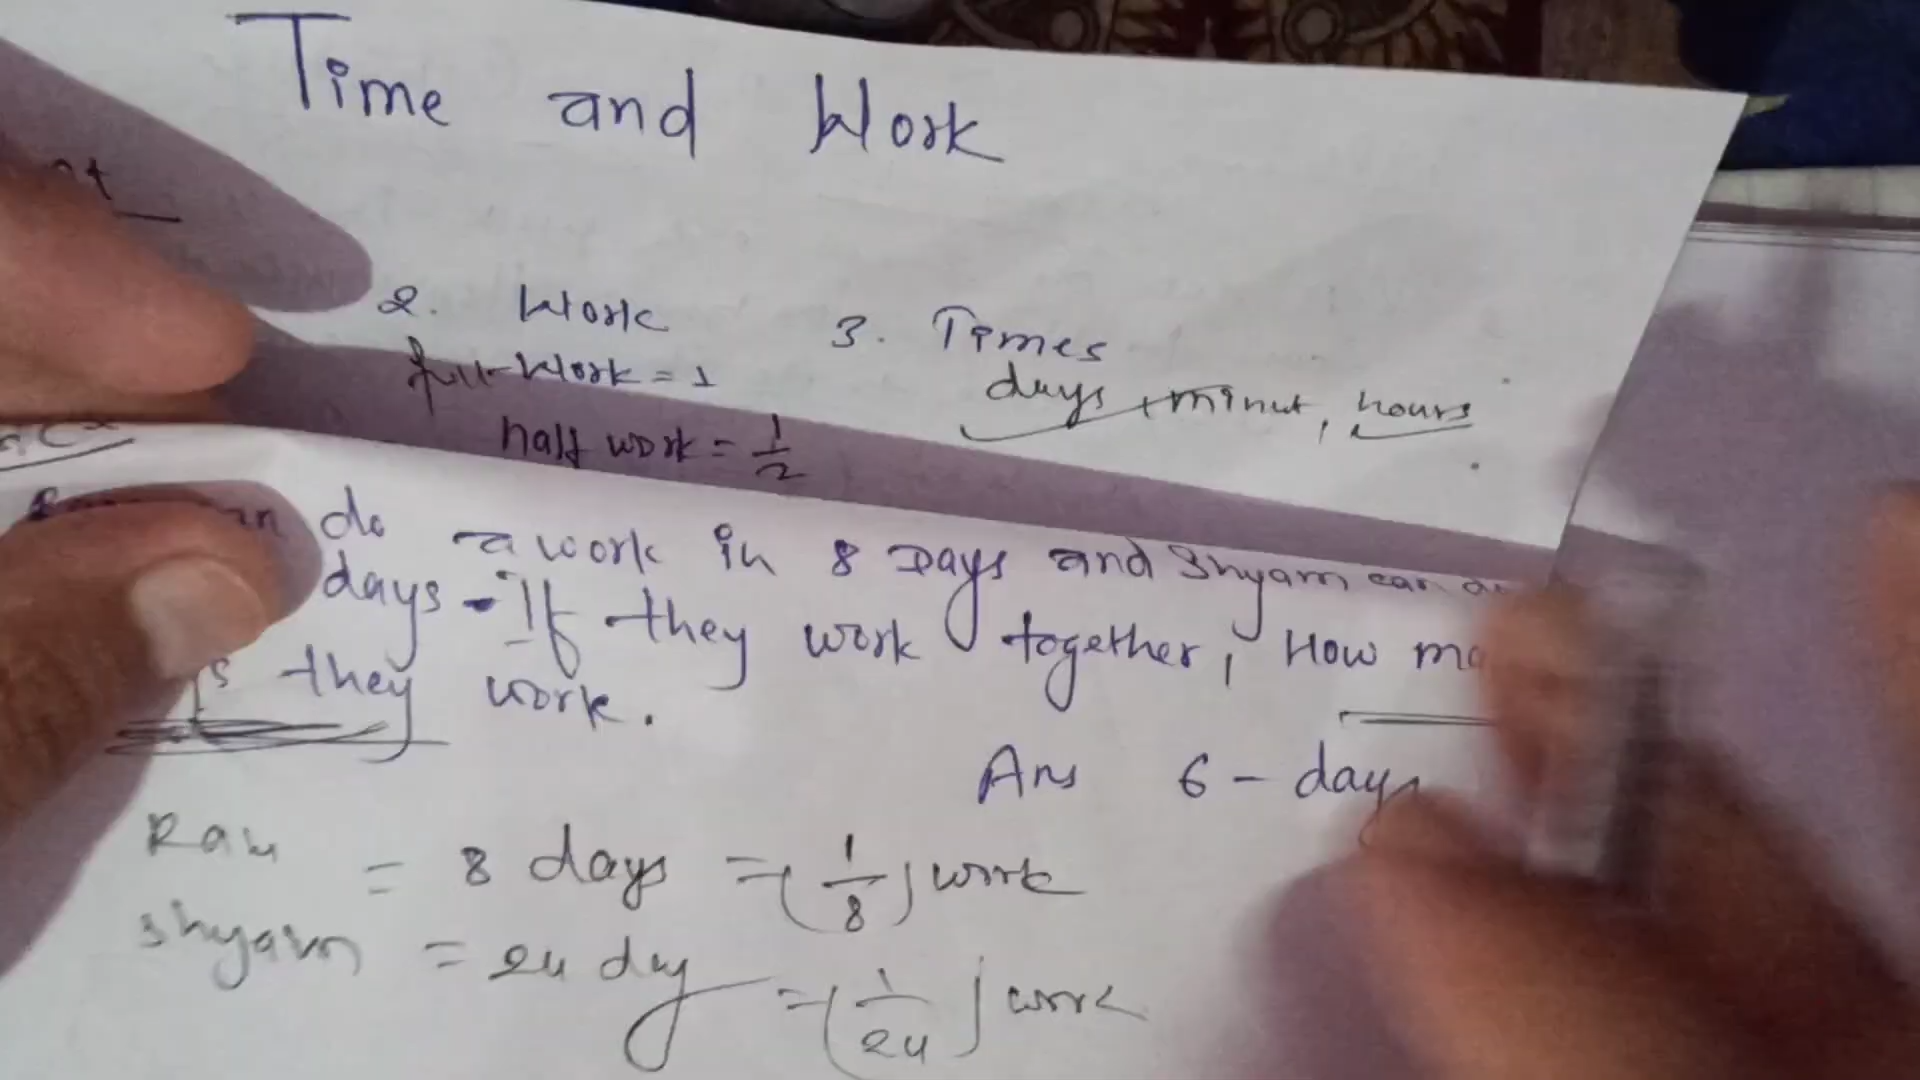 Time and Work
2. Work
3. Times
full-Work = 1
days, minut, hours
half work = 1/2
do a work in 8 Days and Shyam can
days. If they work together, How
they work.
Ans 6 - days
Ram = 8 days = (1/8) work
Shyam = 24 day = (1/24) work